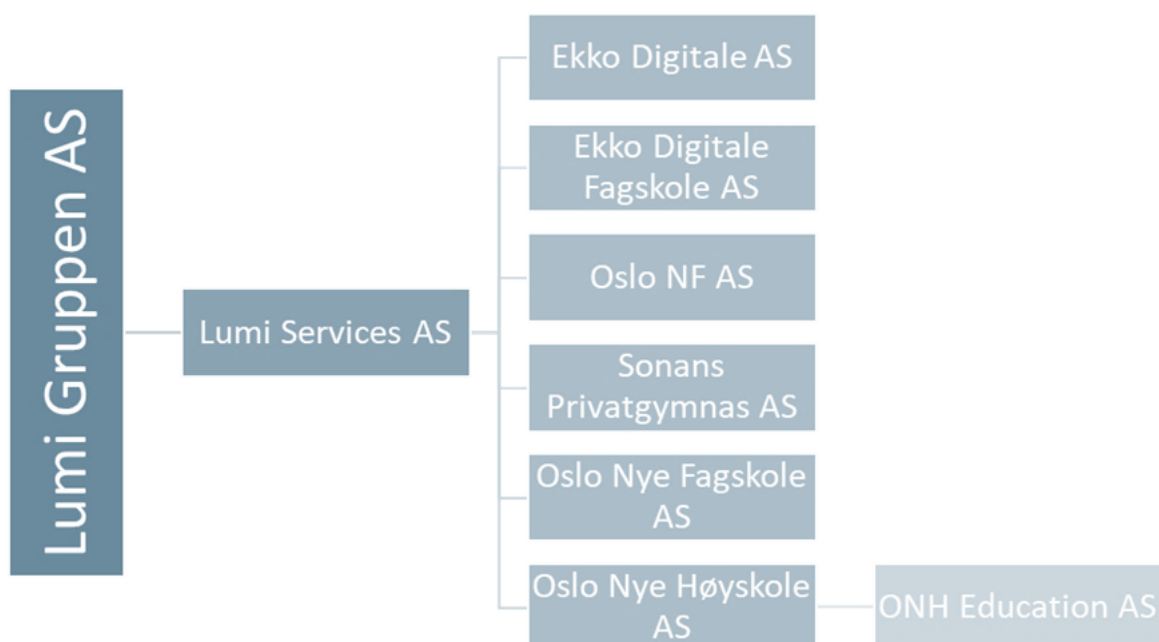 Lumi Gruppen AS
Lumi Services AS
Ekko Digitale AS
Ekko Digitale
Fagskole AS
Oslo NF AS
Sonans
Privatgymnas AS
Oslo Nye Fagskole
AS
Oslo Nye Høyskole
AS
ONH Education AS